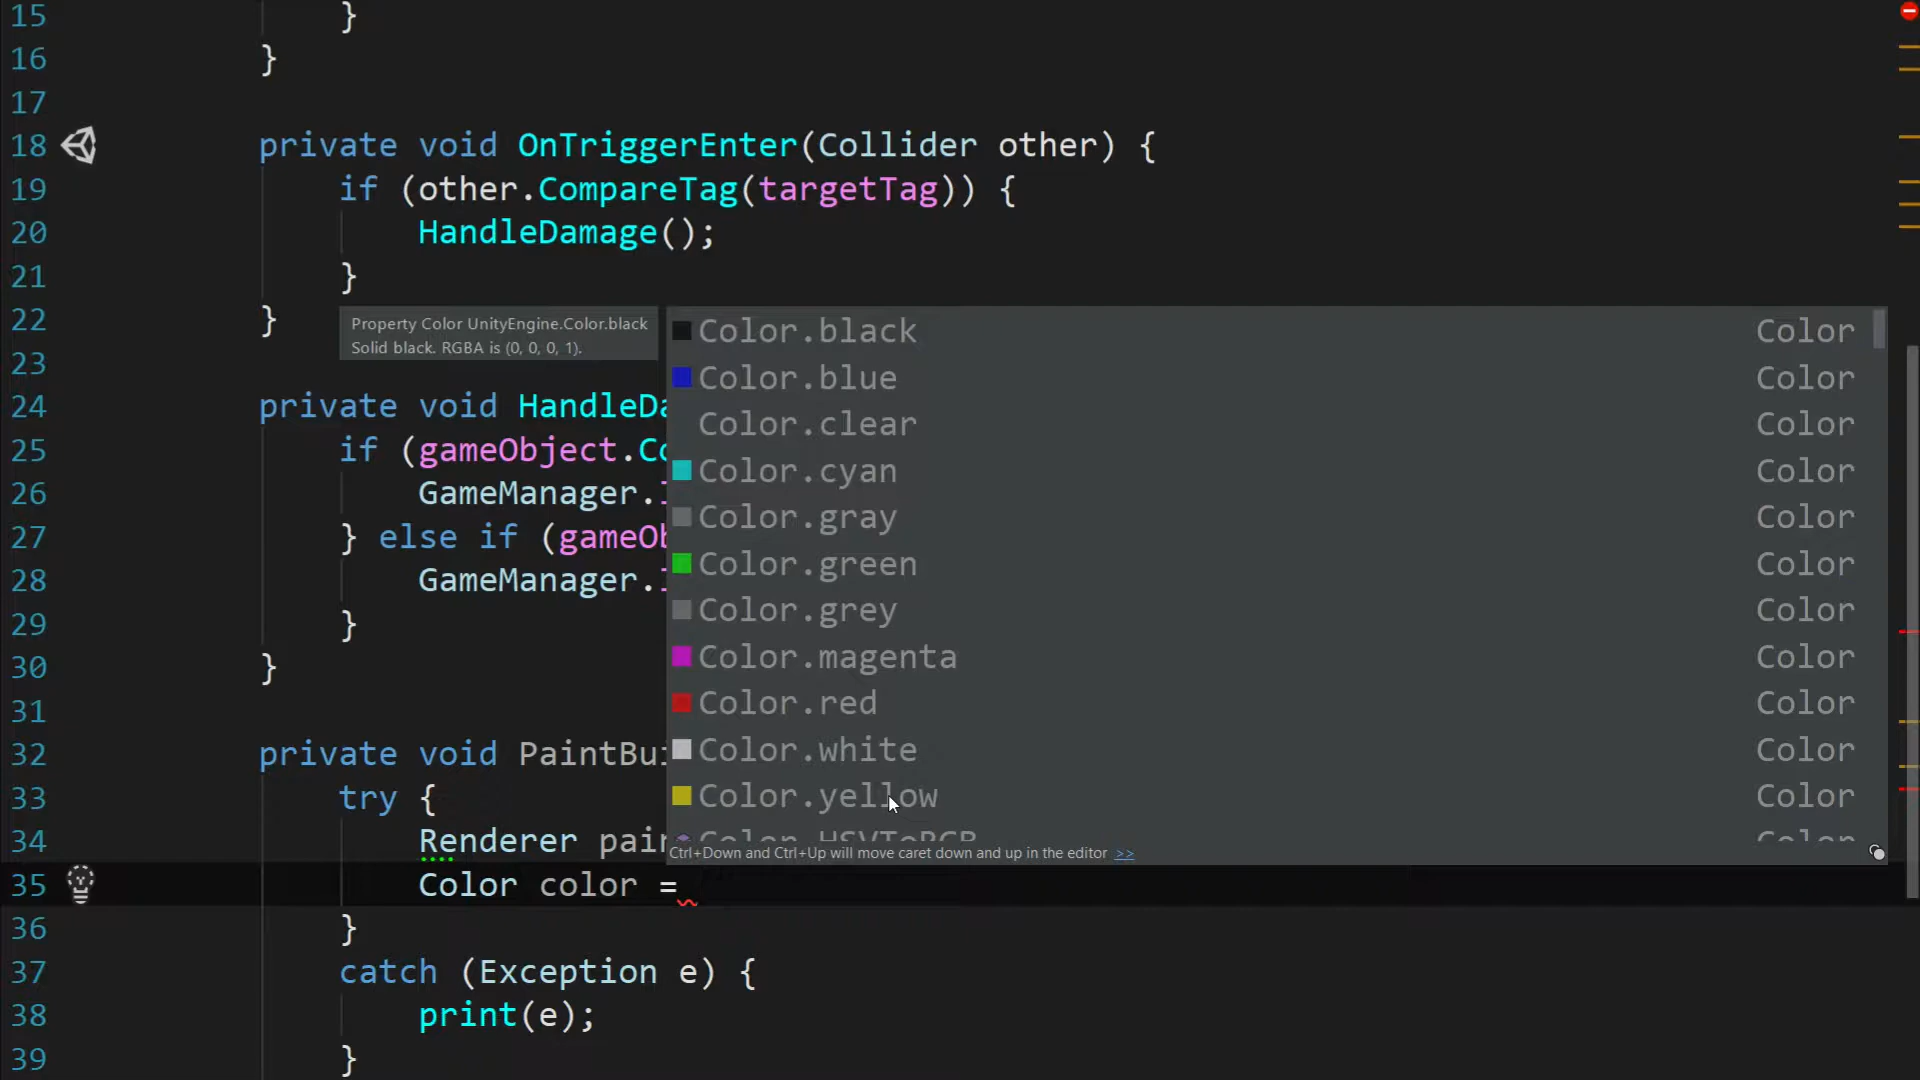 15 }
16 }
17
18 private void OnTriggerEnter(Collider other) {
19 if (other.CompareTag(targetTag)) {
20 HandleDamage();
21 }
22 }
Property Color UnityEngine.Color.black
Solid black. RGBA is (0, 0, 0, 1).
Color.black Color
Color.blue Color
Color.clear Color
Color.cyan Color
Color.gray Color
Color.green Color
Color.grey Color
Color.magenta Color
Color.red Color
Color.white Color
Color.yellow Color
Color.HSVToRGB Color
Ctrl+Down and Ctrl+Up will move caret down and up in the editor >>
23
24 private void HandleDa
25 if (gameObject.Co
26 GameManager.i
27 } else if (gameOb
28 GameManager.i
29 }
30 }
31
32 private void PaintBui
33 try {
34 Renderer pain
35 Color color =
36 }
37 catch (Exception e) {
38 print(e);
39 }